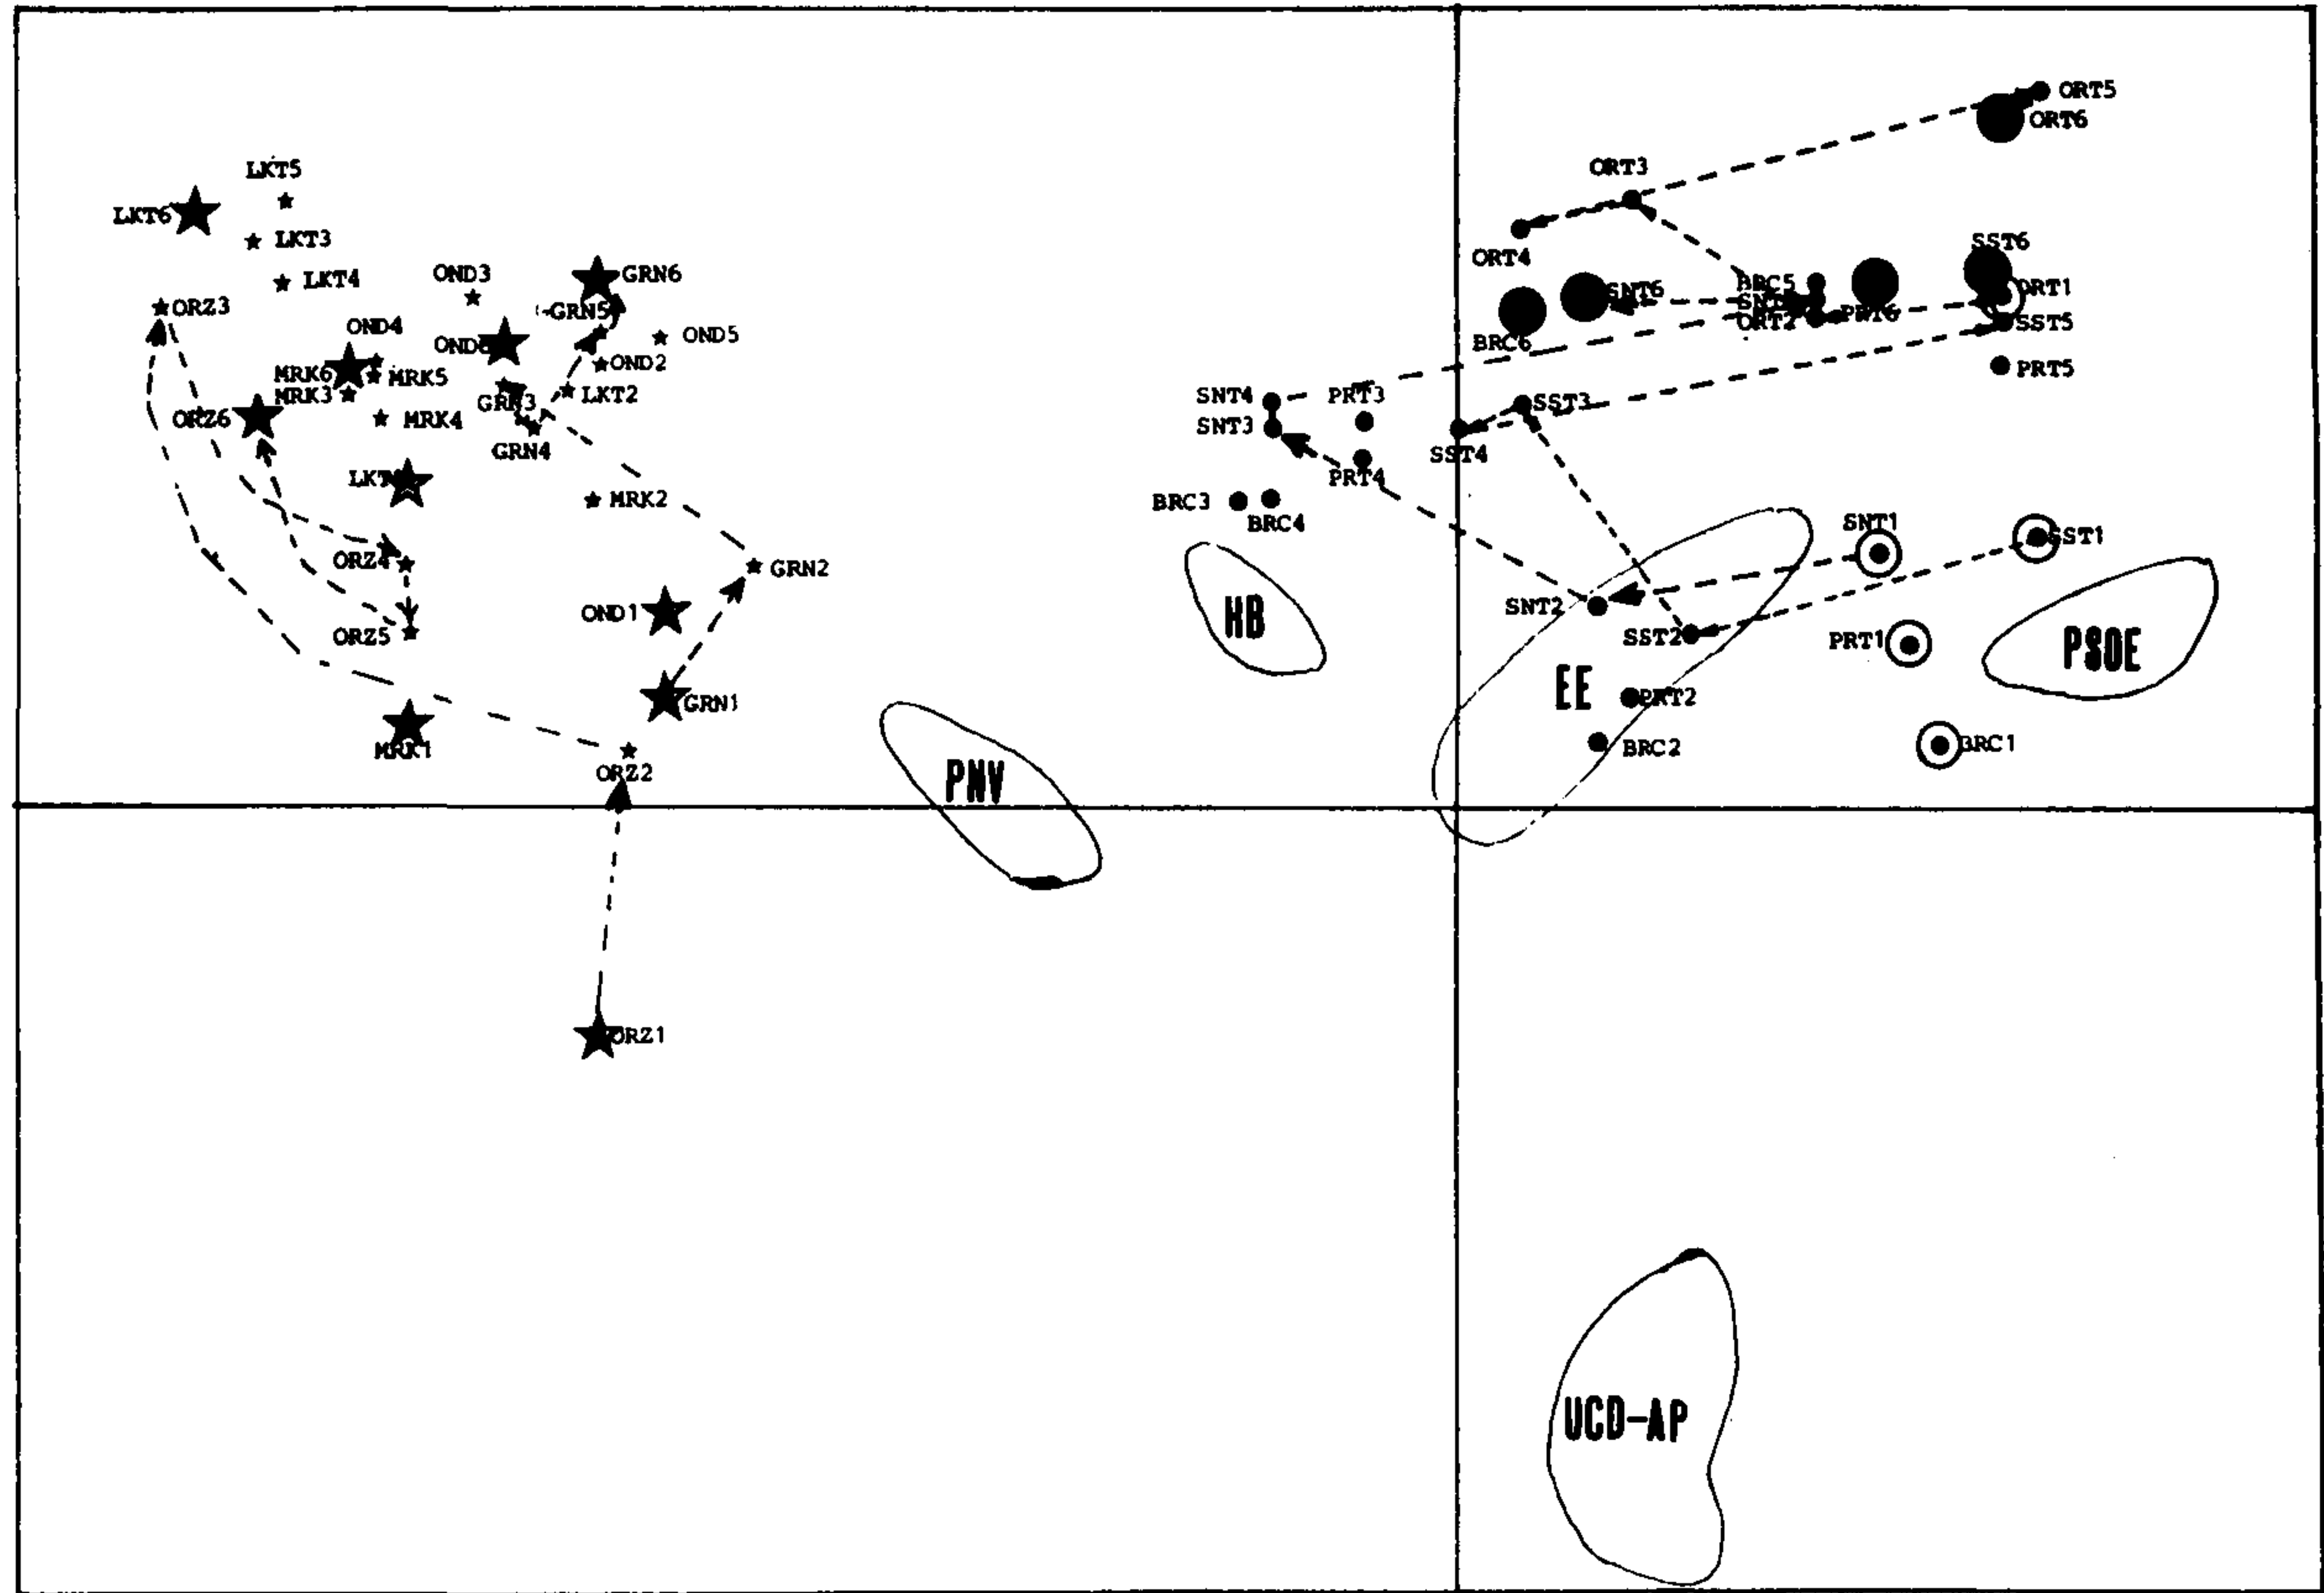 ORT5
ORT6
ORT3
LKT5
LKT6
LKT3
ORT4
SST6
LKT4
OND3
GRN6
BRC5
SNT6
ORT1
ORZ3
GRN5
ORT2
PRT6
SST5
OND4
OND5
BRC6
OND2
PRT5
MRK6
MRK5
MRK3
LKT2
SNT4
PRT3
GRN3
SST3
ORZ6
MRK4
SNT3
GRN4
SST4
PRT4
MRK2
BRC3
BRC4
SNT1
SST1
ORZ4
GRN2
OND1
HB
SNT2
ORZ5
SST2
PRT1
PSOE
GRN1
EE
PRT2
MRK1
BRC2
BRC1
ORZ2
PNV
ORZ1
UCD-AP